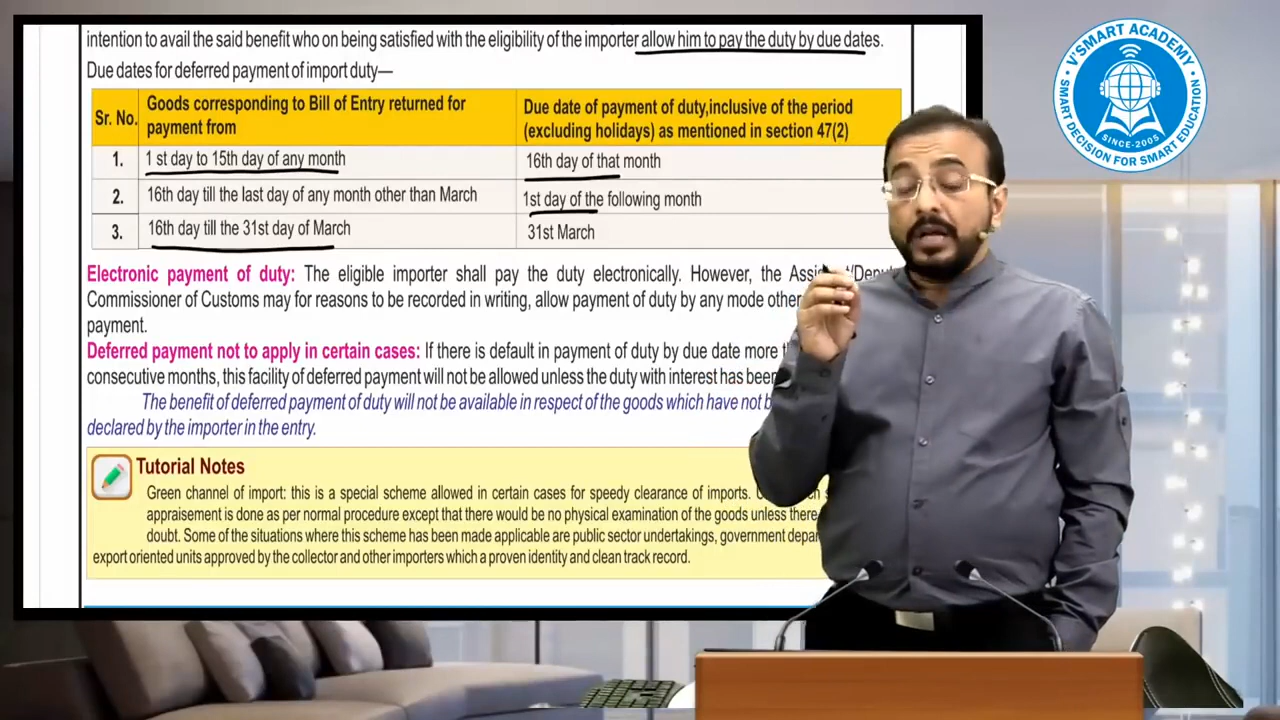 intention to avail the said benefit who on being satisfied with the eligibility of the importer allow him to pay the duty by due dates.
Due dates for deferred payment of import duty—
Sr. No.
Goods corresponding to Bill of Entry returned for
payment from
Due date of payment of duty,inclusive of the period
(excluding holidays) as mentioned in section 47(2)
1.
1 st day to 15th day of any month
16th day of that month
2.
16th day till the last day of any month other than March
1st day of the following month
3.
16th day till the 31st day of March
31st March
Electronic payment of duty: The eligible importer shall pay the duty electronically. However, the
Commissioner of Customs may for reasons to be recorded in writing, allow payment of duty by any mode other
payment.
Deferred payment not to apply in certain cases: If there is default in payment of duty by due date more
consecutive months, this facility of deferred payment will not be allowed unless the duty with interest has been
The benefit of deferred payment of duty will not be available in respect of the goods which have not
declared by the importer in the entry.
Tutorial Notes
Green channel of import: this is a special scheme allowed in certain cases for speedy clearance of imports.
appraisement is done as per normal procedure except that there would be no physical examination of the goods unless there
doubt. Some of the situations where this scheme has been made applicable are public sector undertakings, government
export oriented units approved by the collector and other importers which a proven identity and clean track record.
V'SMART ACADEMY
SINCE-2005
SMART DECISION FOR SMART EDUCATION